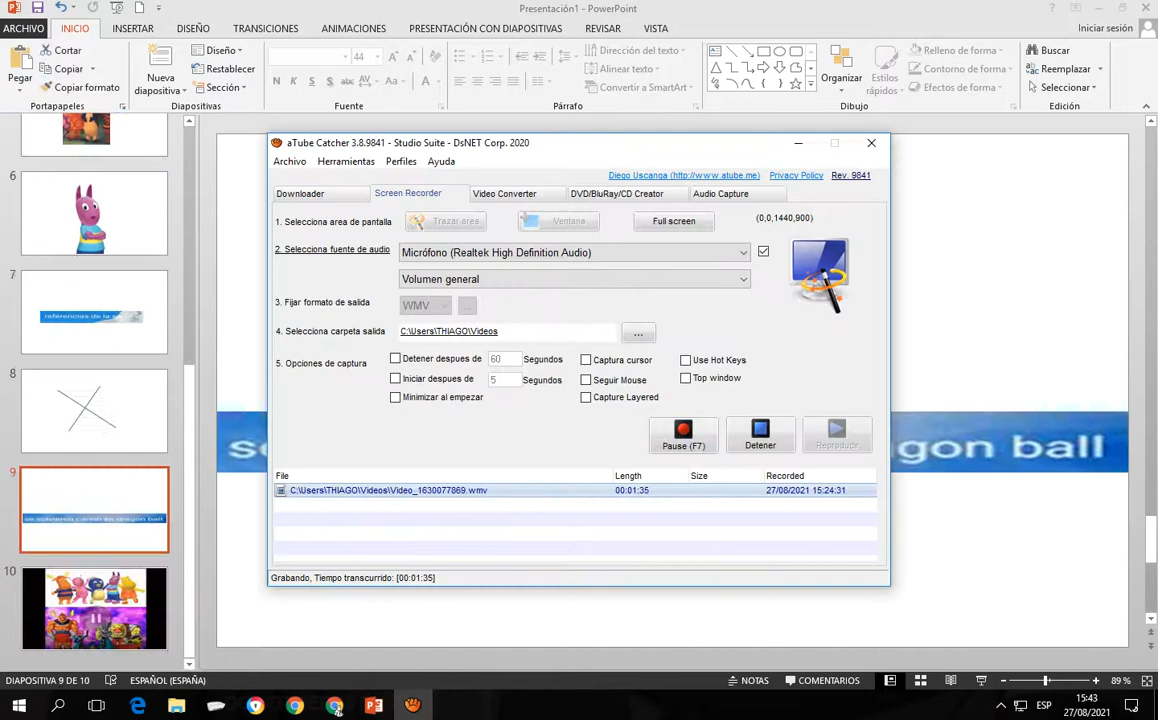 Presentación1 - PowerPoint
ARCHIVO INICIO INSERTAR DISEÑO TRANSICIONES ANIMACIONES PRESENTACIÓN CON DIAPOSITIVAS REVISAR VISTA Iniciar sesión
Pegar
Cortar
Copiar
Copiar formato
Portapapeles
Nueva
diapositiva
Diseño
Restablecer
Sección
Diapositivas
44
N K S abc AV Aa A
Fuente
Dirección del texto
Alinear texto
Convertir a SmartArt
Párrafo
Organizar
Estilos
rápidos
Relleno de forma
Contorno de forma
Efectos de forma
Dibujo
Buscar
Reemplazar
Seleccionar
Edición
6
7
8
9
10
agon ball
aTube Catcher 3.8.9841 - Studio Suite - DsNET Corp. 2020
Archivo Herramientas Perfiles Ayuda
Diego Uscanga (http://www.atube.me) Privacy Policy Rev. 9841
Downloader Screen Recorder Video Converter DVD/BluRay/CD Creator Audio Capture
1. Selecciona area de pantalla Trazar area Ventana Full screen (0,0,1440,900)
2. Selecciona fuente de audio Micrófono (Realtek High Definition Audio)
Volumen general
3. Fijar formato de salida WMV ...
4. Selecciona carpeta salida C:\Users\THIAGO\Videos ...
5. Opciones de captura
Detener despues de 60 Segundos
Iniciar despues de 5 Segundos
Minimizar al empezar
Captura cursor
Seguir Mouse
Capture Layered
Use Hot Keys
Top window
Pause (F7) Detener Reproducir
File Length Size Recorded
C:\Users\THIAGO\Videos\Video_1630077869.wmv 00:01:35 27/08/2021 15:24:31
Grabando, Tiempo transcurrido: [00:01:35]
DIAPOSITIVA 9 DE 10 ESPAÑOL (ESPAÑA) NOTAS COMENTARIOS 89 %
ESP
15:43
27/08/2021